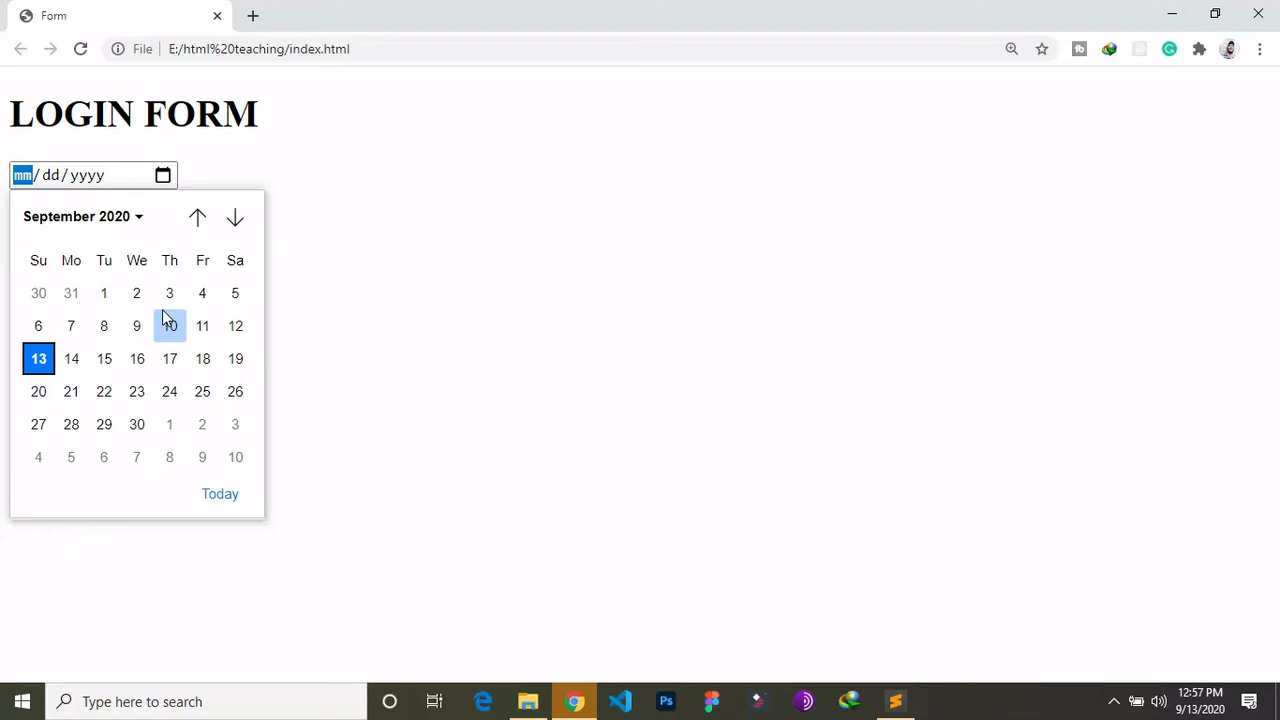 Form
File
E:/html%20teaching/index.html
LOGIN FORM
mm/dd/yyyy
September 2020
Su Mo Tu We Th Fr Sa
30 31 1 2 3 4 5
6 7 8 9 10 11 12
13 14 15 16 17 18 19
20 21 22 23 24 25 26
27 28 29 30 1 2 3
4 5 6 7 8 9 10
Today
Type here to search
Ps
12:57 PM
9/13/2020